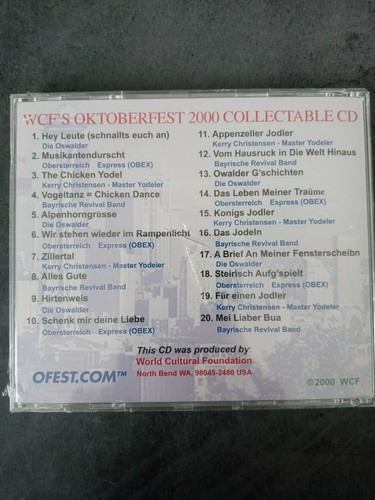 WCF'S OKTOBERFEST 2000 COLLECTABLE CD
1. Hey Leute (schnallts euch an)
Die Oswalder
2. Musikantendurscht
Obersterreich Express (OBEX)
3. The Chicken Yodel
Kerry Christensen - Master Yodeler
4. Vogeltanz = Chicken Dance
Bayrische Revival Band
5. Alpenhorngrüsse
Die Oswalder
6. Wir stehen wieder im Rampenlicht
Obersterreich Express (OBEX)
7. Zillertal
Kerry Christensen - Master Yodeler
8. Alles Gute
Bayrische Revival Band
9. Hirtenweis
Die Oswalder
10. Schenk mir deine Liebe
Obersterreich Express (OBEX)
11. Appenzeller Jodler
Kerry Christensen - Master Yodeler
12. Vom Hausruck in Die Welt Hinaus
Bayrische Revival Band
13. Owalder G'schichten
Die Oswalder
14. Das Leben Meiner Traüme
Obersterreich Express (OBEX)
15. Konigs Jodler
Kerry Christensen - Master Yodeler
16. Das Jodeln
Bayrische Revival Band
17. A Brief An Meiner Fensterscheibn
Die Oswalder
18. Steirisch Aufg'spielt
Obersterreich Express (OBEX)
19. Für einen Jodler
Kerry Christensen - Master Yodeler
20. Mei Liaber Bua
Bayrische Revival Band
This CD was produced by
World Cultural Foundation
North Bend WA, 98045-2480 USA
OFEST.COM™
©2000 WCF